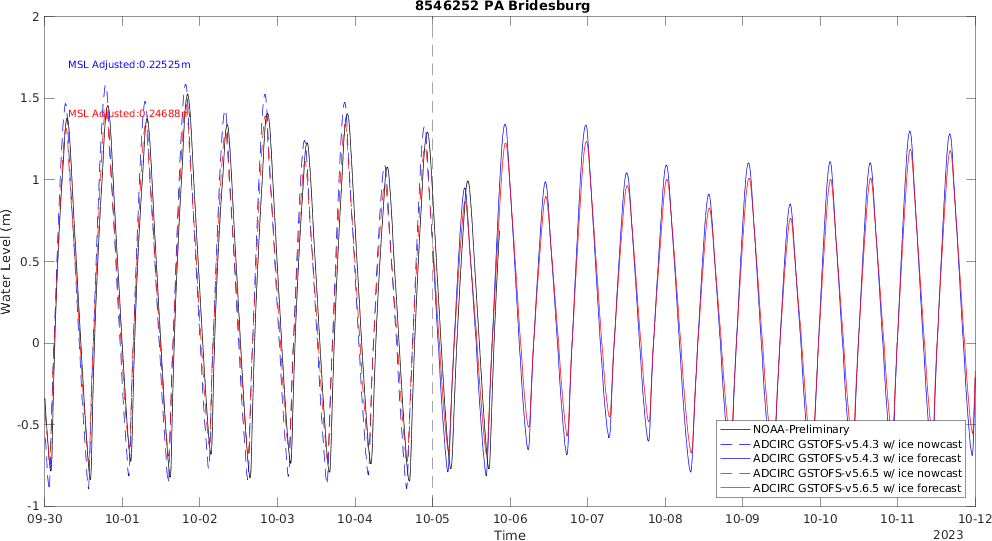 8546252 PA Bridesburg
2
1.5
1
0.5
0
-0.5
-1
Water Level (m)
MSL Adjusted:0.22525m
MSL Adjusted:0.24688m
NOAA-Preliminary
ADCIRC GSTOFS-v5.4.3 w/ ice nowcast
ADCIRC GSTOFS-v5.4.3 w/ ice forecast
ADCIRC GSTOFS-v5.6.5 w/ ice nowcast
ADCIRC GSTOFS-v5.6.5 w/ ice forecast
09-30 10-01 10-02 10-03 10-04 10-05 10-06 10-07 10-08 10-09 10-10 10-11 10-12
Time
2023